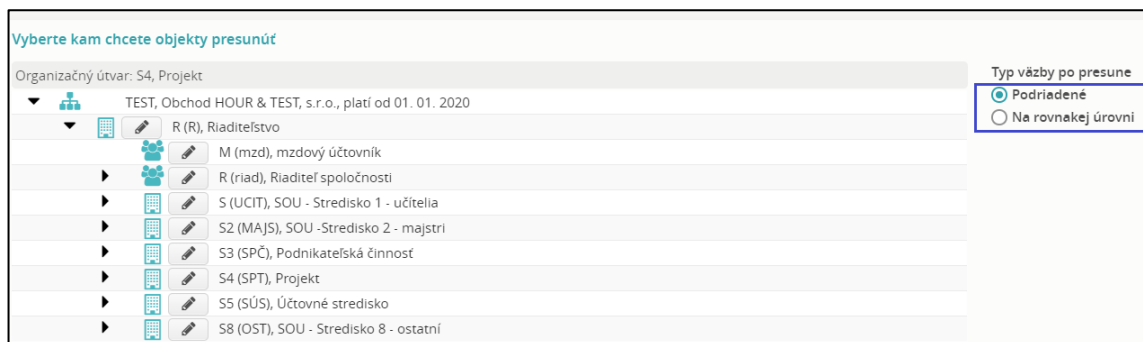 Vyberte kam chcete objekty presunúť
Organizačný útvar: S4, Projekt
TEST, Obchod HOUR & TEST, s.r.o., platí od 01. 01. 2020
R (R), Riaditeľstvo
M (mzd), mzdový účtovník
R (riad), Riaditeľ spoločnosti
S (UCIT), SOU - Stredisko 1 - učítelia
S2 (MAJS), SOU -Stredisko 2 - majstri
S3 (SPČ), Podnikateľská činnosť
S4 (SPT), Projekt
S5 (SÚS), Účtovné stredisko
S8 (OST), SOU - Stredisko 8 - ostatní
Typ väzby po presune
Podriadené
Na rovnakej úrovni